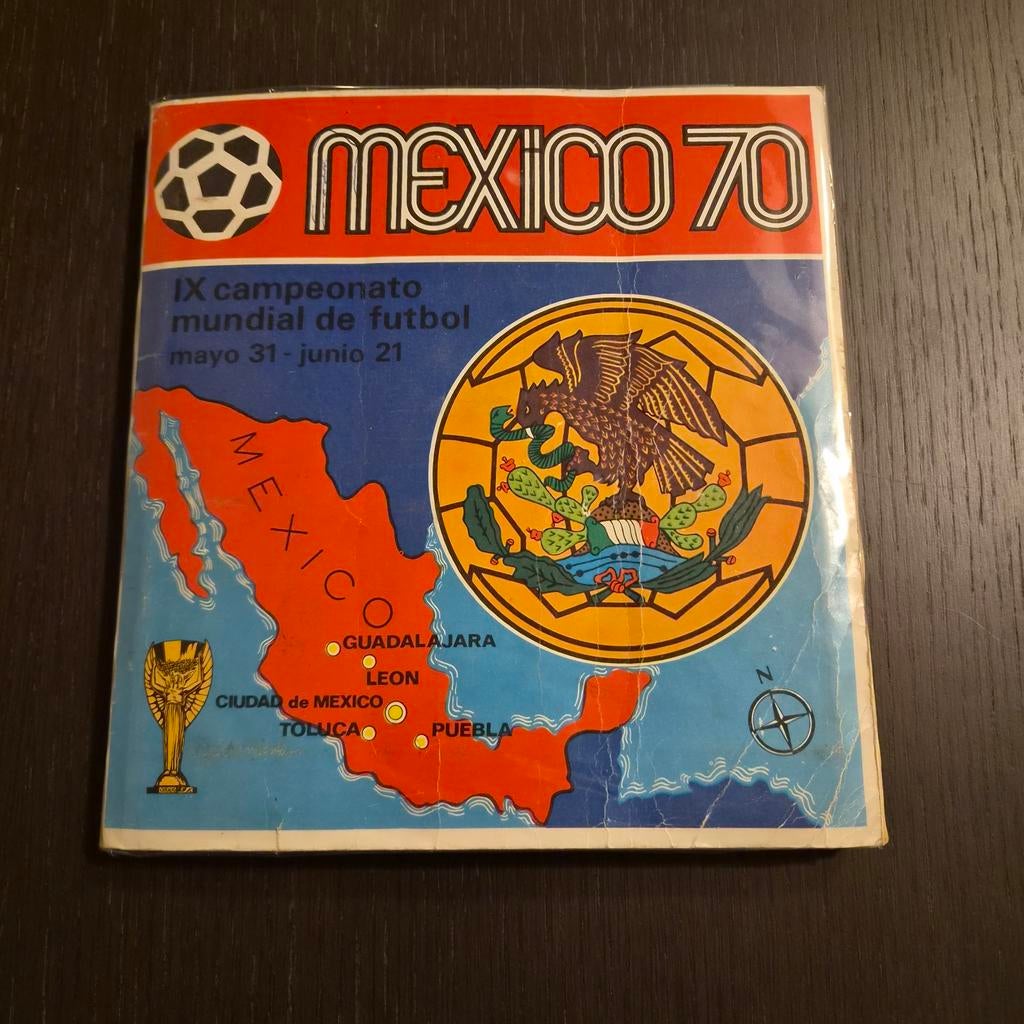 MEXICO 70
IX campeonato
mundial de futbol
mayo 31 - junio 21
MEXICO
GUADALAJARA
LEON
CIUDAD de MEXICO
TOLUCA
PUEBLA
N